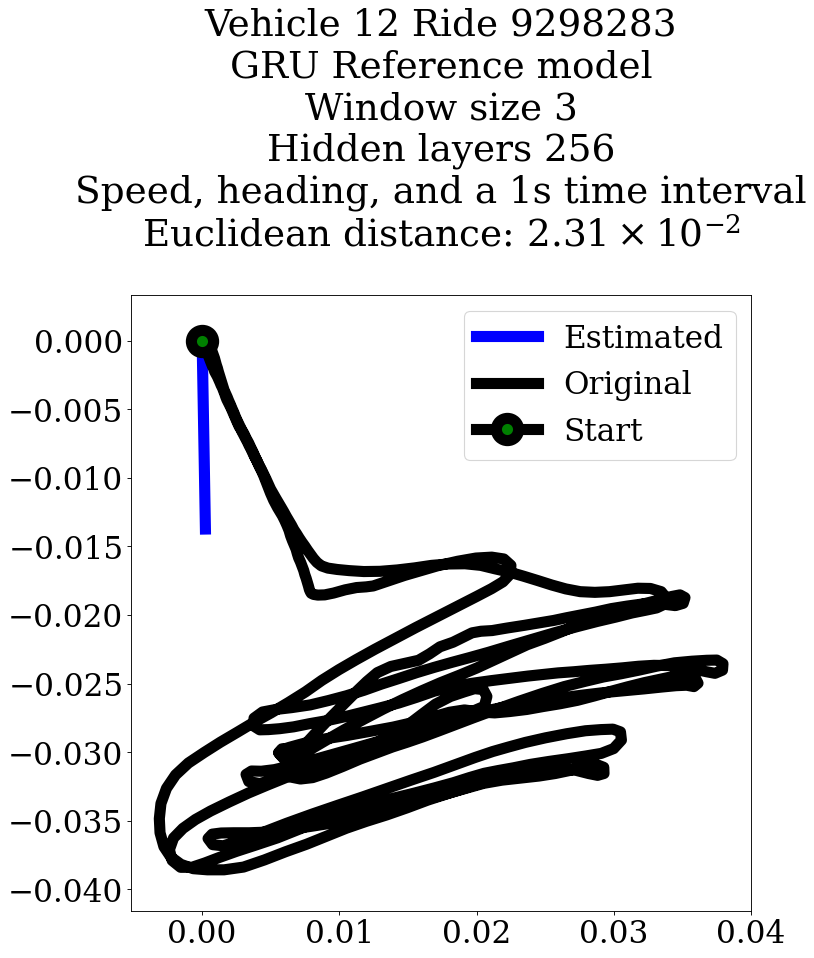 Vehicle 12 Ride 9298283
GRU Reference model
Window size 3
Hidden layers 256
Speed, heading, and a 1s time interval
Euclidean distance: 2.31 × 10⁻²
Estimated
Original
Start
0.000
−0.005
−0.010
−0.015
−0.020
−0.025
−0.030
−0.035
−0.040
0.00 0.01 0.02 0.03 0.04